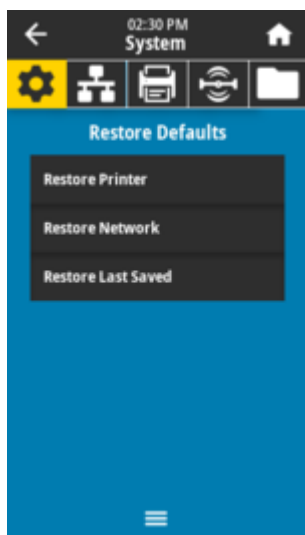 02:30 PM
System
Restore Defaults
Restore Printer
Restore Network
Restore Last Saved